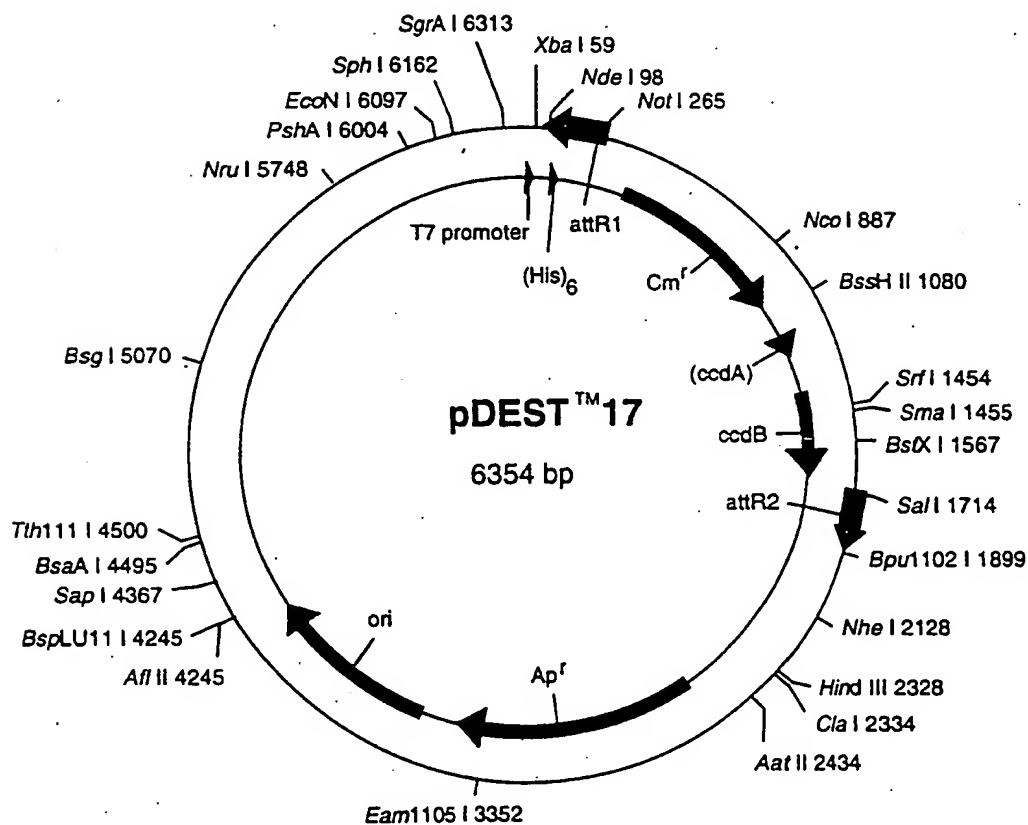 SgrA I 6313
Xba I 59
Sph I 6162
Nde I 98
EcoN I 6097
Not I 265
PshA I 6004
Nru I 5748
T7 promoter
attR1
(His)6
Cmr
Nco I 887
BssH II 1080
Bsg I 5070
(ccdA)
Srf I 1454
Sma I 1455
pDEST™17
ccdB
BstX I 1567
6354 bp
attR2
Sal I 1714
Tth111 I 4500
BsaA I 4495
Bpu1102 I 1899
Sap I 4367
ori
BspLU11 I 4245
Nhe I 2128
Afl II 4245
Apr
Hind III 2328
Cla I 2334
Aat II 2434
Eam1105 I 3352